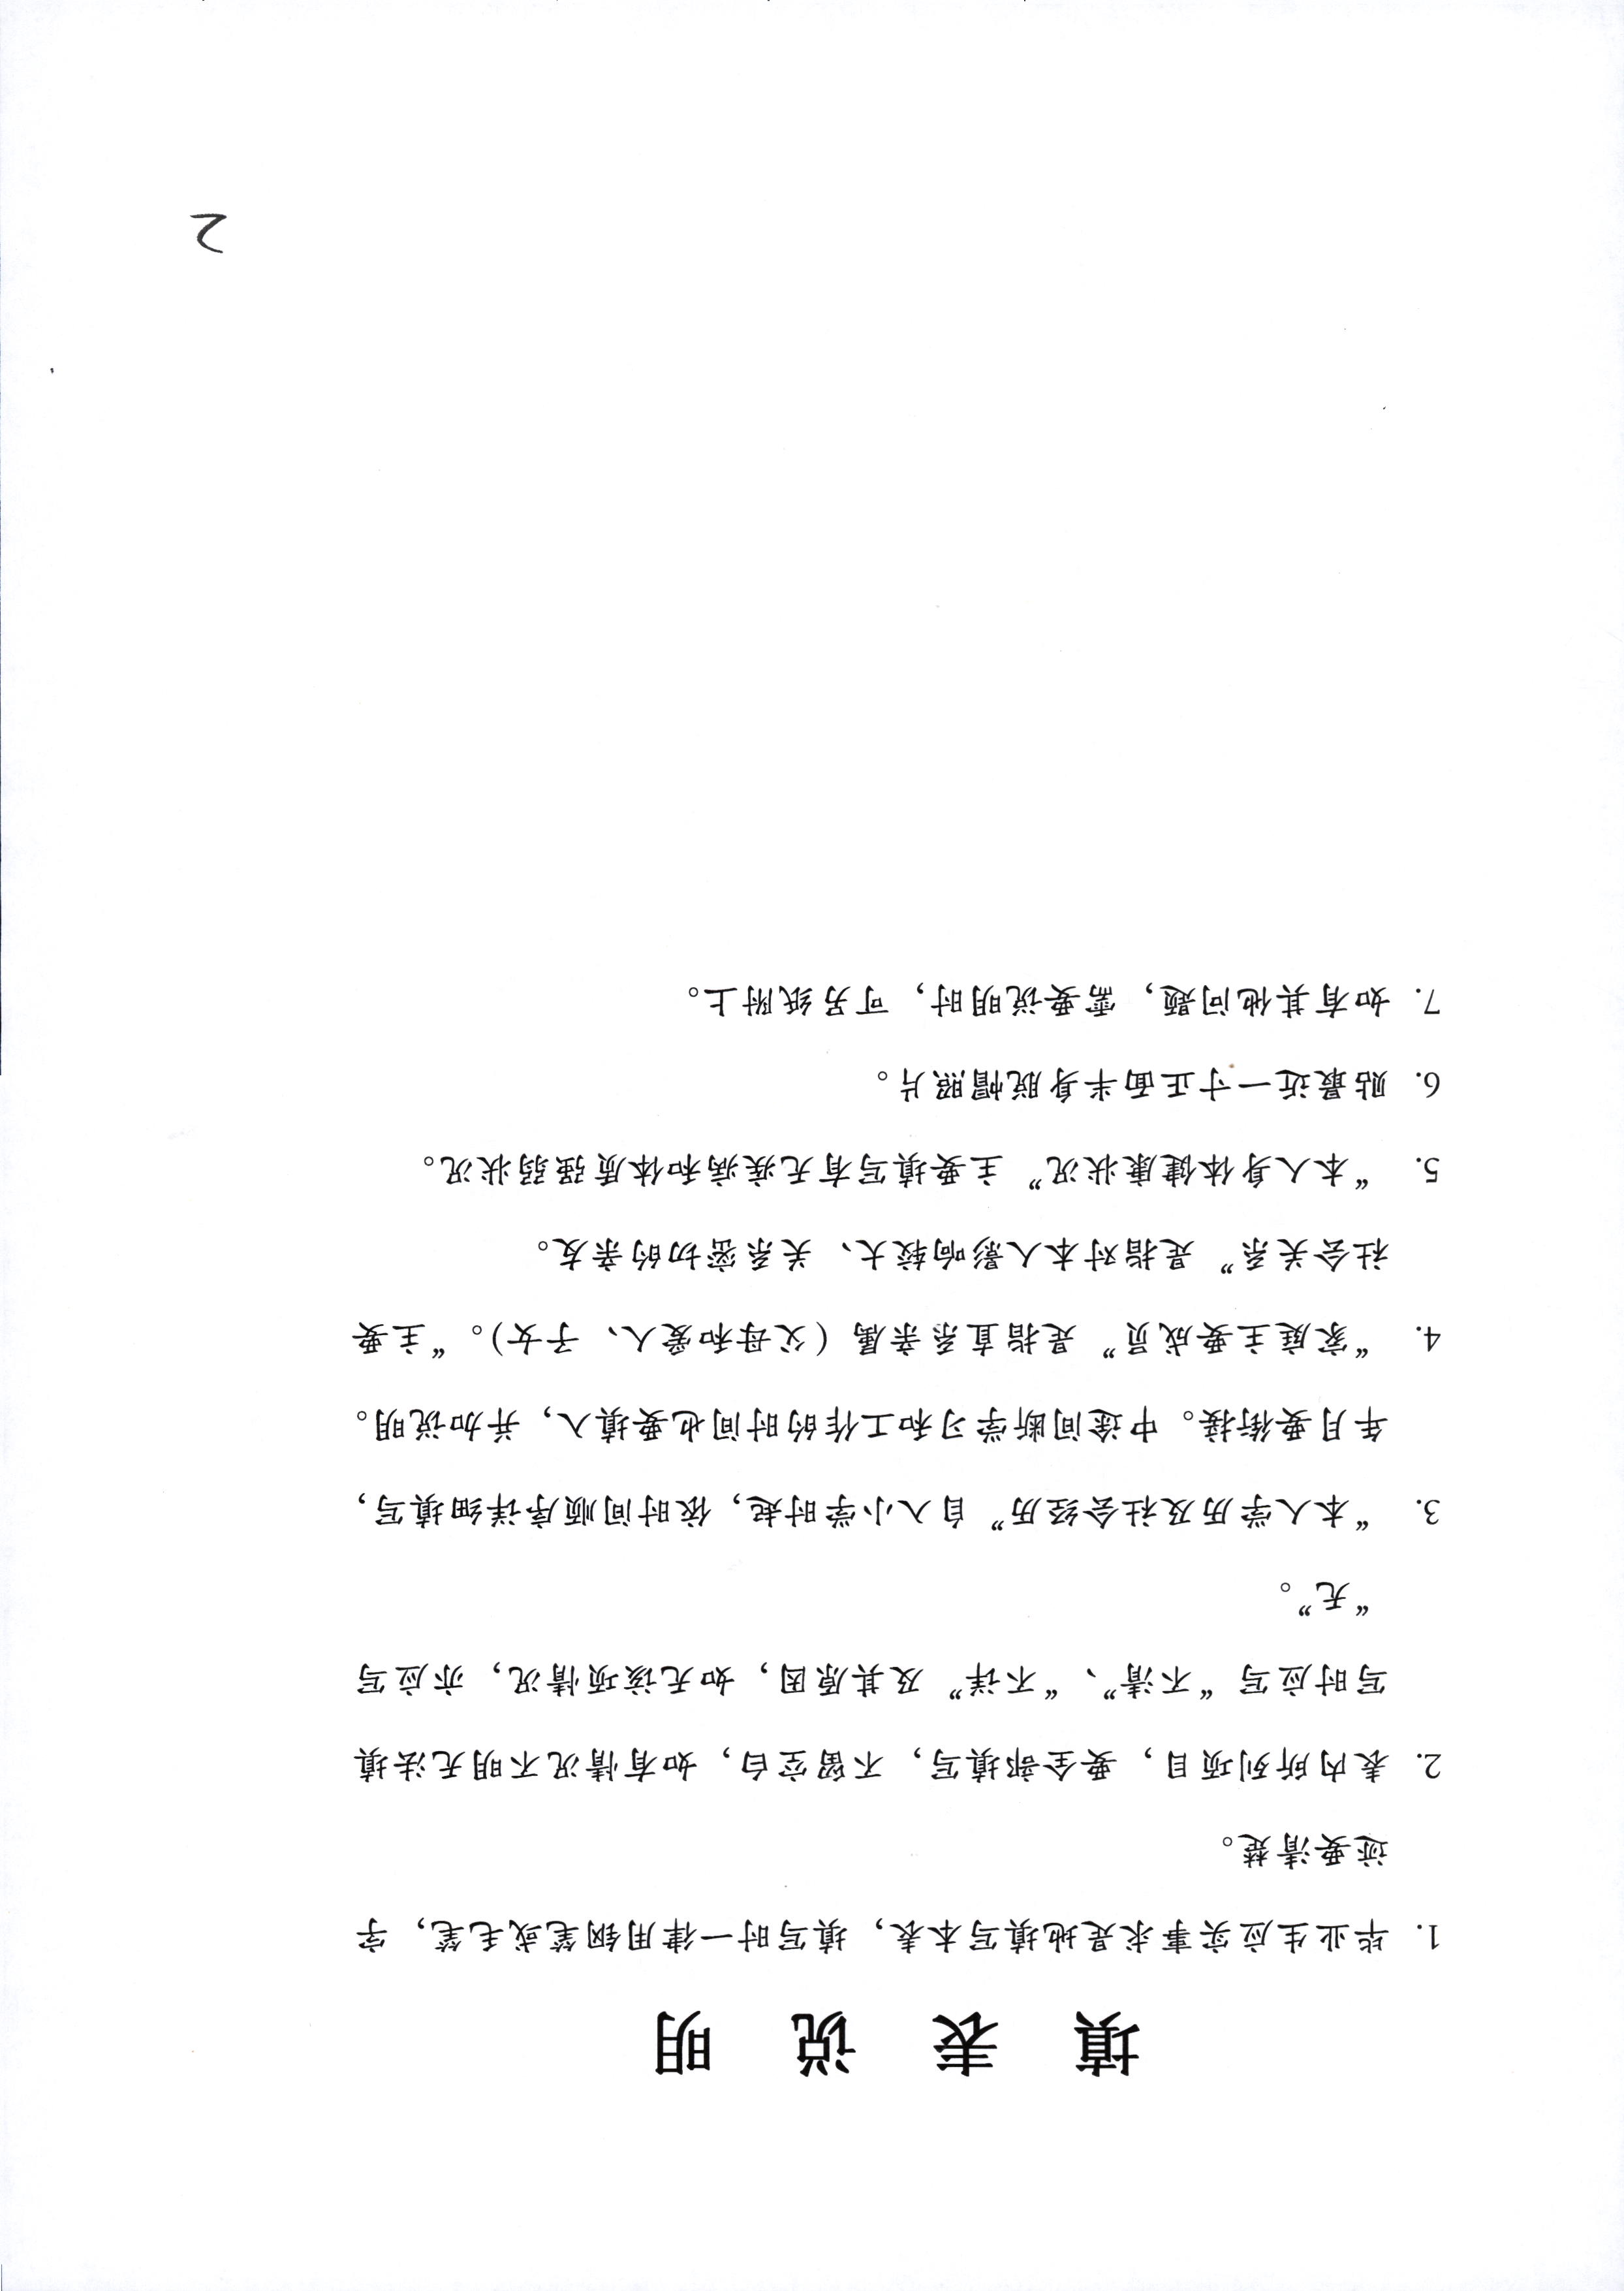 填 表 说 明
1. 毕业生应实事求是地填写本表，填写时一律用钢笔或毛笔，字
迹要清楚。
2. 表内所列项目，要全部填写，不留空白，如有情况不明无法填
写时应写“不清”、“不详”及其原因，如无该项情况，亦应写
“无”。
3. “本人学历及社会经历”自入小学时起，依时间顺序详细填写，
年月要衔接。中途间断学习和工作的时间也要填入，并加说明。
4. “家庭主要成员”是指直系亲属（父母和爱人、子女）。“主要
社会关系”是指对本人影响较大、关系密切的亲友。
5. “本人身体健康状况”主要填写有无疾病和体质强弱状况。
6. 贴最近一寸正面半身脱帽照片。
7. 如有其他问题，需要说明时，可另纸附上。
2